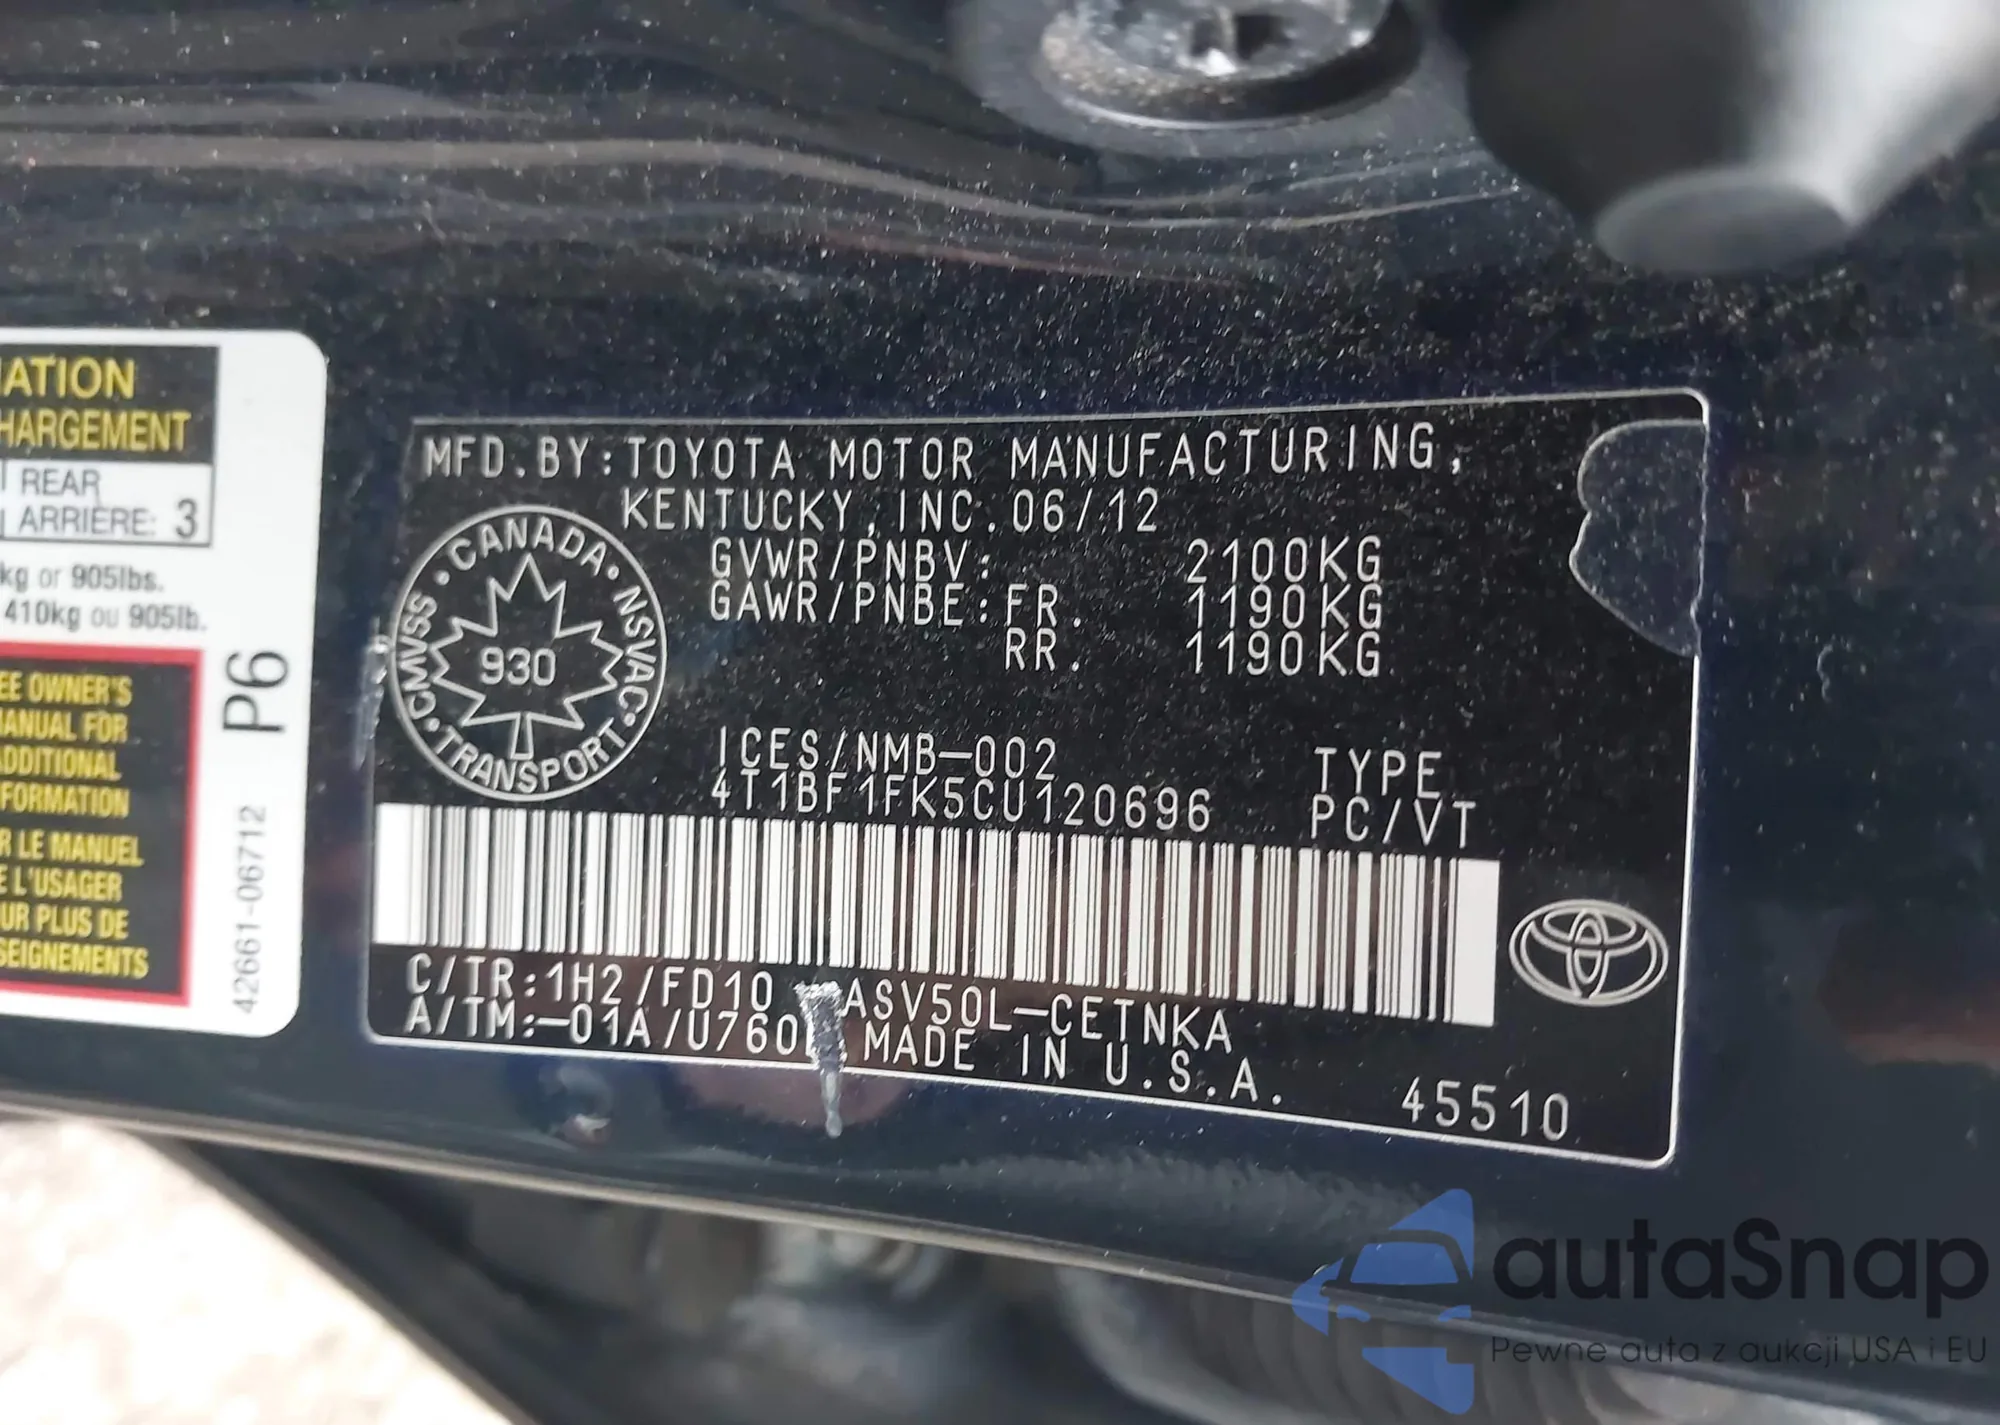 IATION
HARGEMENT
REAR
ARRIÈRE: 3
kg or 905lbs.
410kg ou 905lb.
EE OWNER'S
MANUAL FOR
ADDITIONAL
FORMATION
R LE MANUEL
E L'USAGER
UR PLUS DE
SEIGNEMENTS
P6
42661-06712
MFD.BY:TOYOTA MOTOR MANUFACTURING,
KENTUCKY,INC.06/12
GVWR/PNBV: 2100KG
GAWR/PNBE:FR. 1190KG
RR. 1190KG
CMVSS • CANADA • NSVAC • TRANSPORT •
930
ICES/NMB-002 TYPE
4T1BF1FK5CU120696 PC/VT
C/TR:1H2/FD10 ASV50L-CETNKA
A/TM:-01A/U760 MADE IN U.S.A.
45510
autaSnap
Pewne auta z aukcji USA i EU